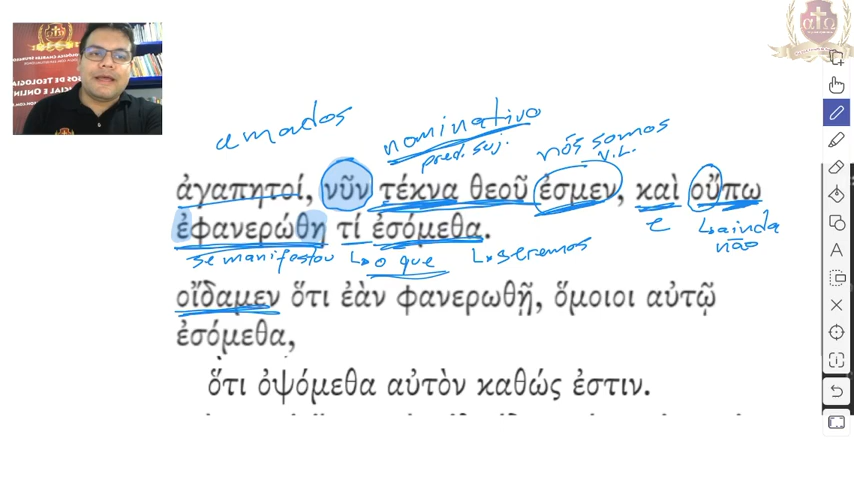 amados
nominativo
pred. suj.
nós somos
V.L.
ἀγαπητοί, νῦν τέκνα θεοῦ ἐσμεν, καὶ οὔπω
ἐφανερώθη τί ἐσόμεθα.
e
ainda
não
se manifestou
o que
seremos
οἴδαμεν ὅτι ἐὰν φανερωθῇ, ὅμοιοι αὐτῷ
ἐσόμεθα,
ὅτι ὀψόμεθα αὐτὸν καθώς ἐστιν.